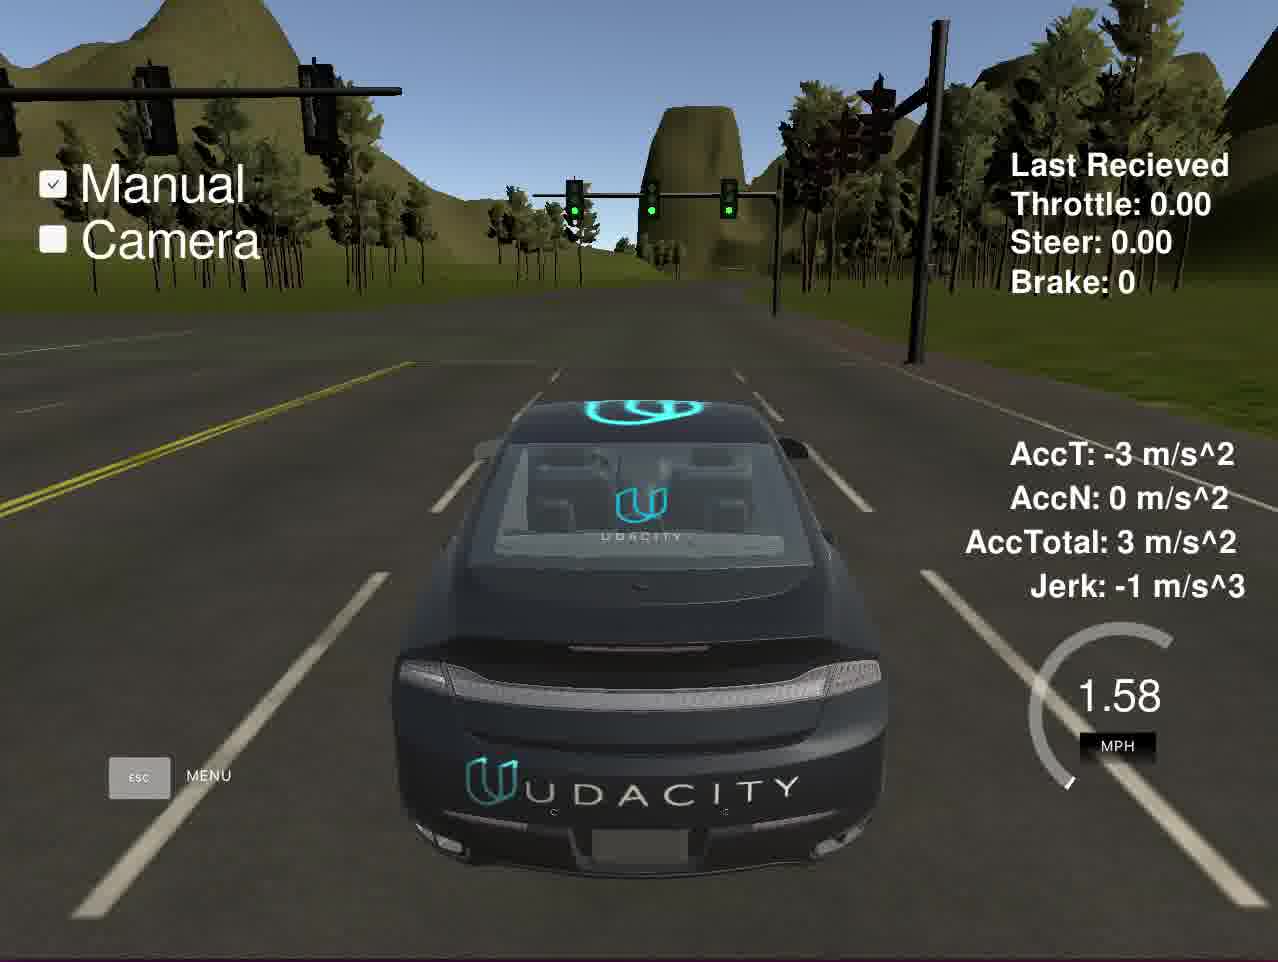 Manual
Camera
Last Recieved
Throttle: 0.00
Steer: 0.00
Brake: 0
AccT: -3 m/s^2
AccN: 0 m/s^2
AccTotal: 3 m/s^2
Jerk: -1 m/s^3
UDACITY
1.58
MPH
ESC MENU
UDACITY